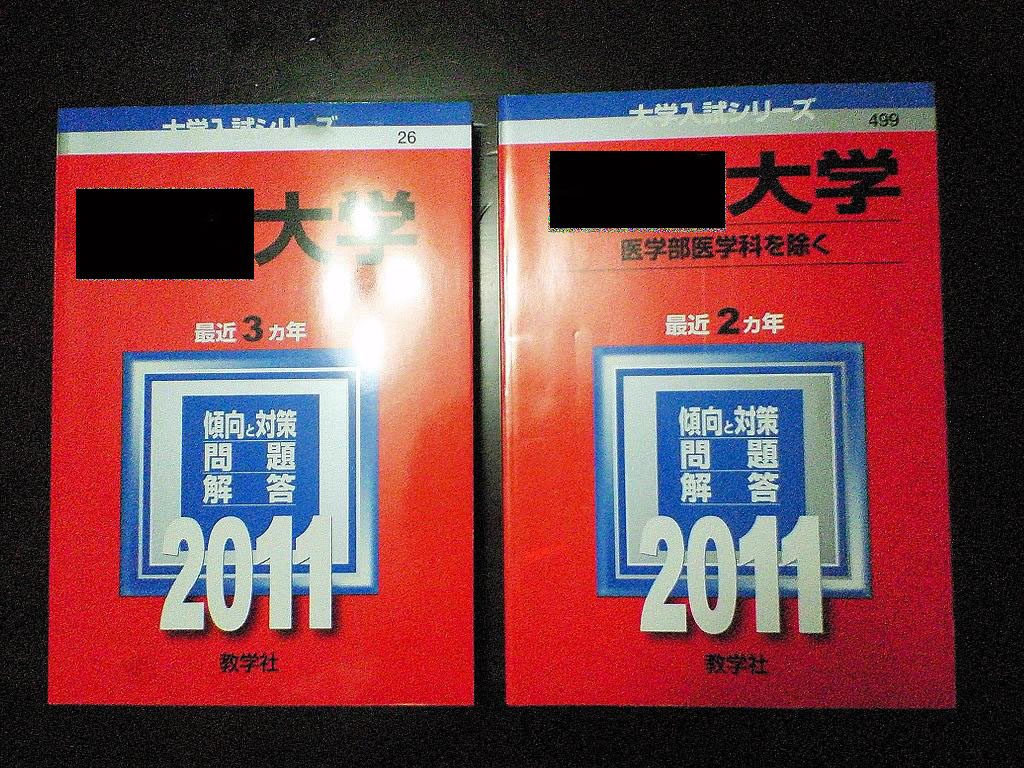 大学入試シリーズ
26
大学
最近3ヵ年
傾向と対策
問題
解答
2011
教学社
大学入試シリーズ
499
大学
医学部医学科を除く
最近2ヵ年
傾向と対策
問題
解答
2011
教学社